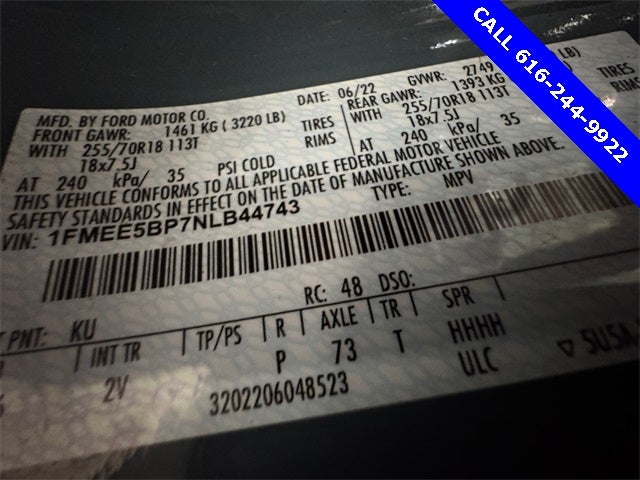 CALL 616-244-9922
MFD. BY FORD MOTOR CO. DATE: 06/22 GVWR: 2749 LB)
FRONT GAWR: 1461 KG ( 3220 LB) REAR GAWR: 1393 KG
WITH 255/70R18 113T TIRES WITH 255/70R18 113T TIRES
18x7.5J RIMS 18x7.5J RIMS
AT 240 kPa/ 35 PSI COLD AT 240 kPa/ 35
THIS VEHICLE CONFORMS TO ALL APPLICABLE FEDERAL MOTOR VEHICLE
SAFETY STANDARDS IN EFFECT ON THE DATE OF MANUFACTURE SHOWN ABOVE.
VIN: 1FMEE5BP7NLB44743 TYPE: MPV
RC: 48 DSO:
PNT: KU
INT TR TP/PS R AXLE TR SPR
2V P 73 T HHHH
3202206048523 ULC 5U5A